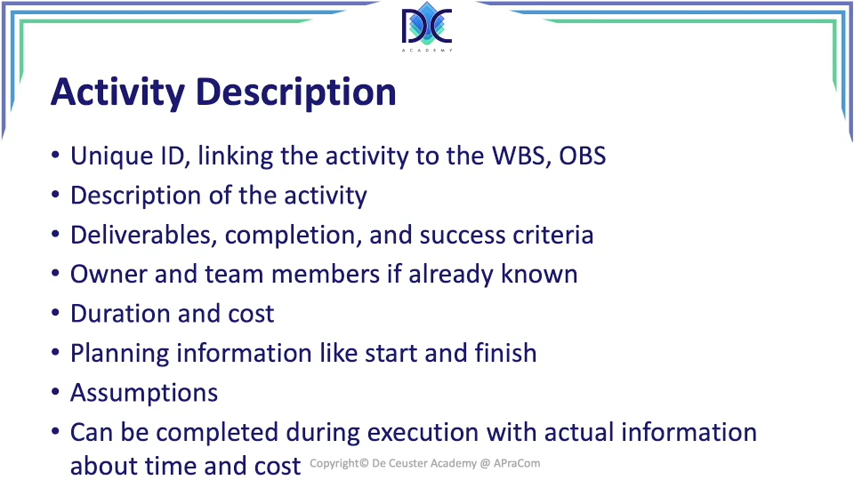 DC
ACADEMY
Activity Description
• Unique ID, linking the activity to the WBS, OBS
• Description of the activity
• Deliverables, completion, and success criteria
• Owner and team members if already known
• Duration and cost
• Planning information like start and finish
• Assumptions
• Can be completed during execution with actual information
about time and cost
Copyright© De Ceuster Academy @ APraCom